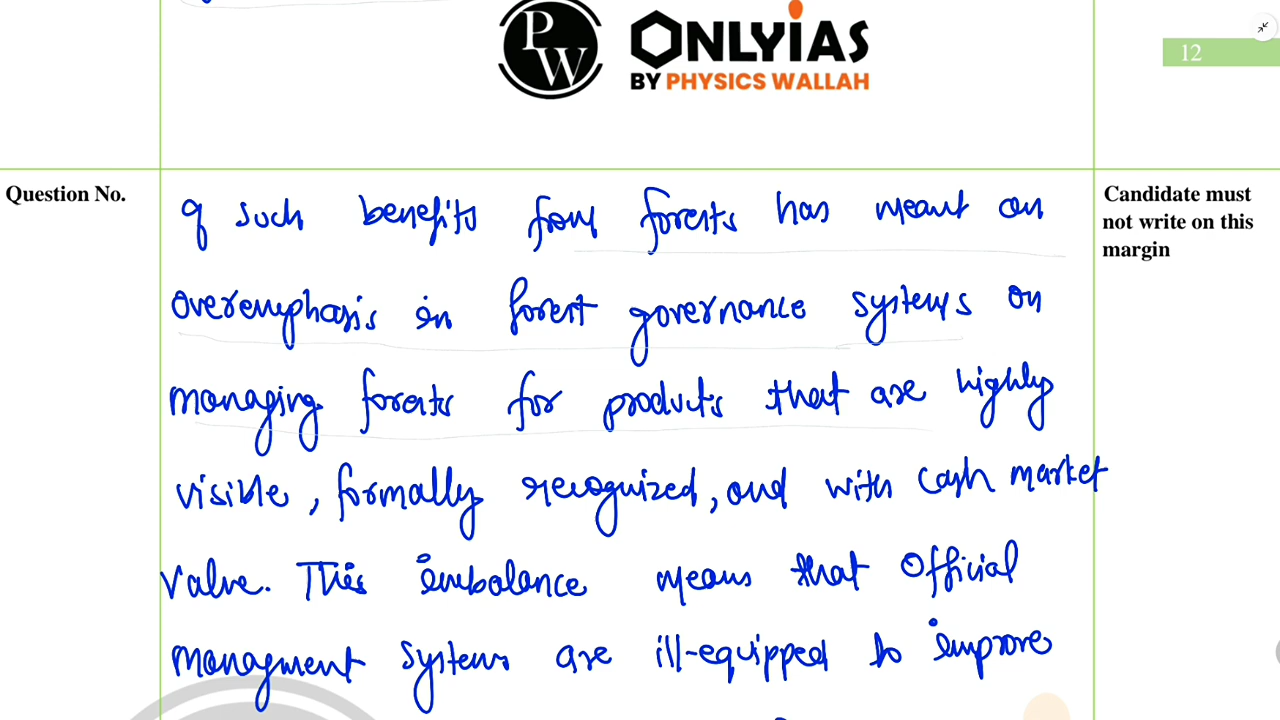 PW ONLYIAS
BY PHYSICS WALLAH
12
Question No.
Candidate must
not write on this
margin
of such benefits from forests has meant an
overemphasis in forest governance systems on
managing forests for products that are highly
visible, formally recognized, and with cash market
value. This imbalance means that official
managment systems are ill-equipped to improve